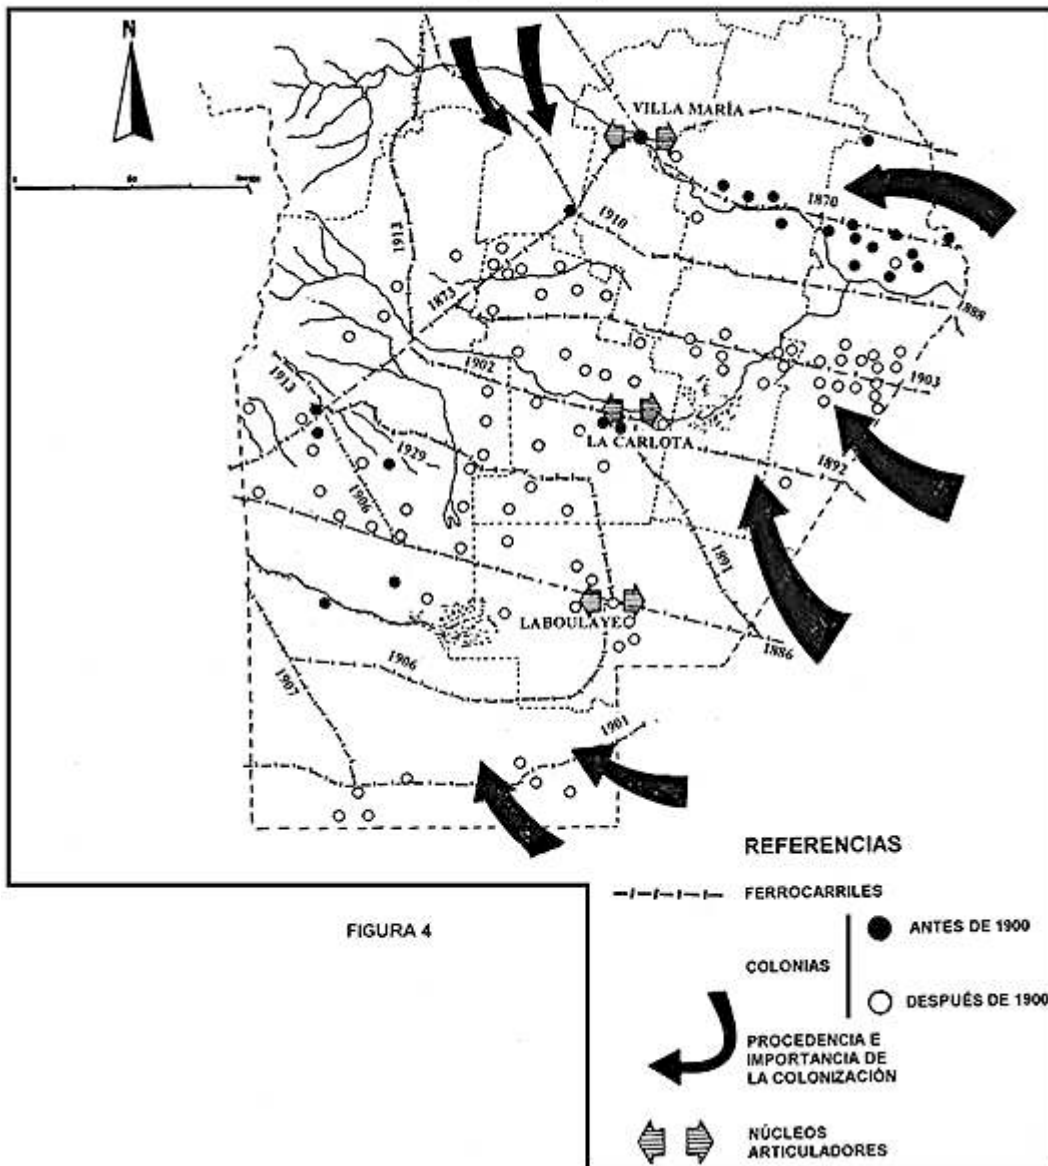 N
VILLA MARÍA
1870
1910
1913
1873
1888
1902
1903
1913
LA CARLOTA
1929
1892
1906
1891
LABOULAYE
1886
1906
1907
1901
REFERENCIAS
FERROCARRILES
COLONIAS
ANTES DE 1900
DESPUÉS DE 1900
PROCEDENCIA E
IMPORTANCIA DE
LA COLONIZACIÓN
NÚCLEOS
ARTICULADORES
FIGURA 4